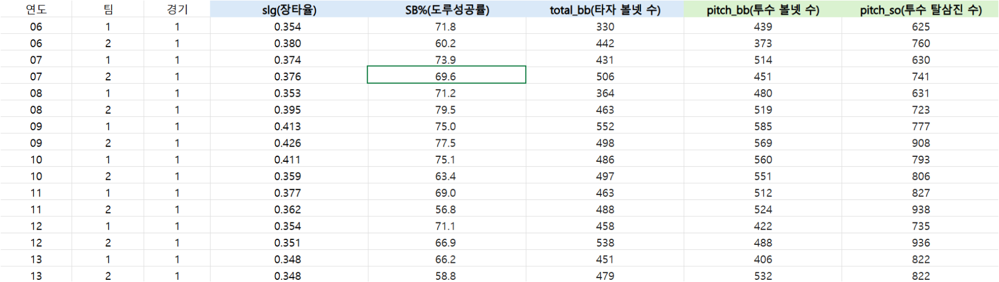 연도 팀 경기 slg(장타율) SB%(도루성공률) total_bb(타자 볼넷 수) pitch_bb(투수 볼넷 수) pitch_so(투수 탈삼진 수)
06 1 1 0.354 71.8 330 439 625
06 2 1 0.380 60.2 442 373 760
07 1 1 0.374 73.9 431 514 630
07 2 1 0.376 69.6 506 451 741
08 1 1 0.353 71.2 364 480 631
08 2 1 0.395 79.5 463 519 723
09 1 1 0.413 75.0 552 585 777
09 2 1 0.426 77.5 498 569 908
10 1 1 0.411 75.1 486 560 793
10 2 1 0.359 63.4 497 551 806
11 1 1 0.377 69.0 463 512 827
11 2 1 0.362 56.8 488 524 938
12 1 1 0.354 71.1 458 422 735
12 2 1 0.351 66.9 538 488 936
13 1 1 0.348 66.2 451 406 822
13 2 1 0.348 58.8 479 532 822